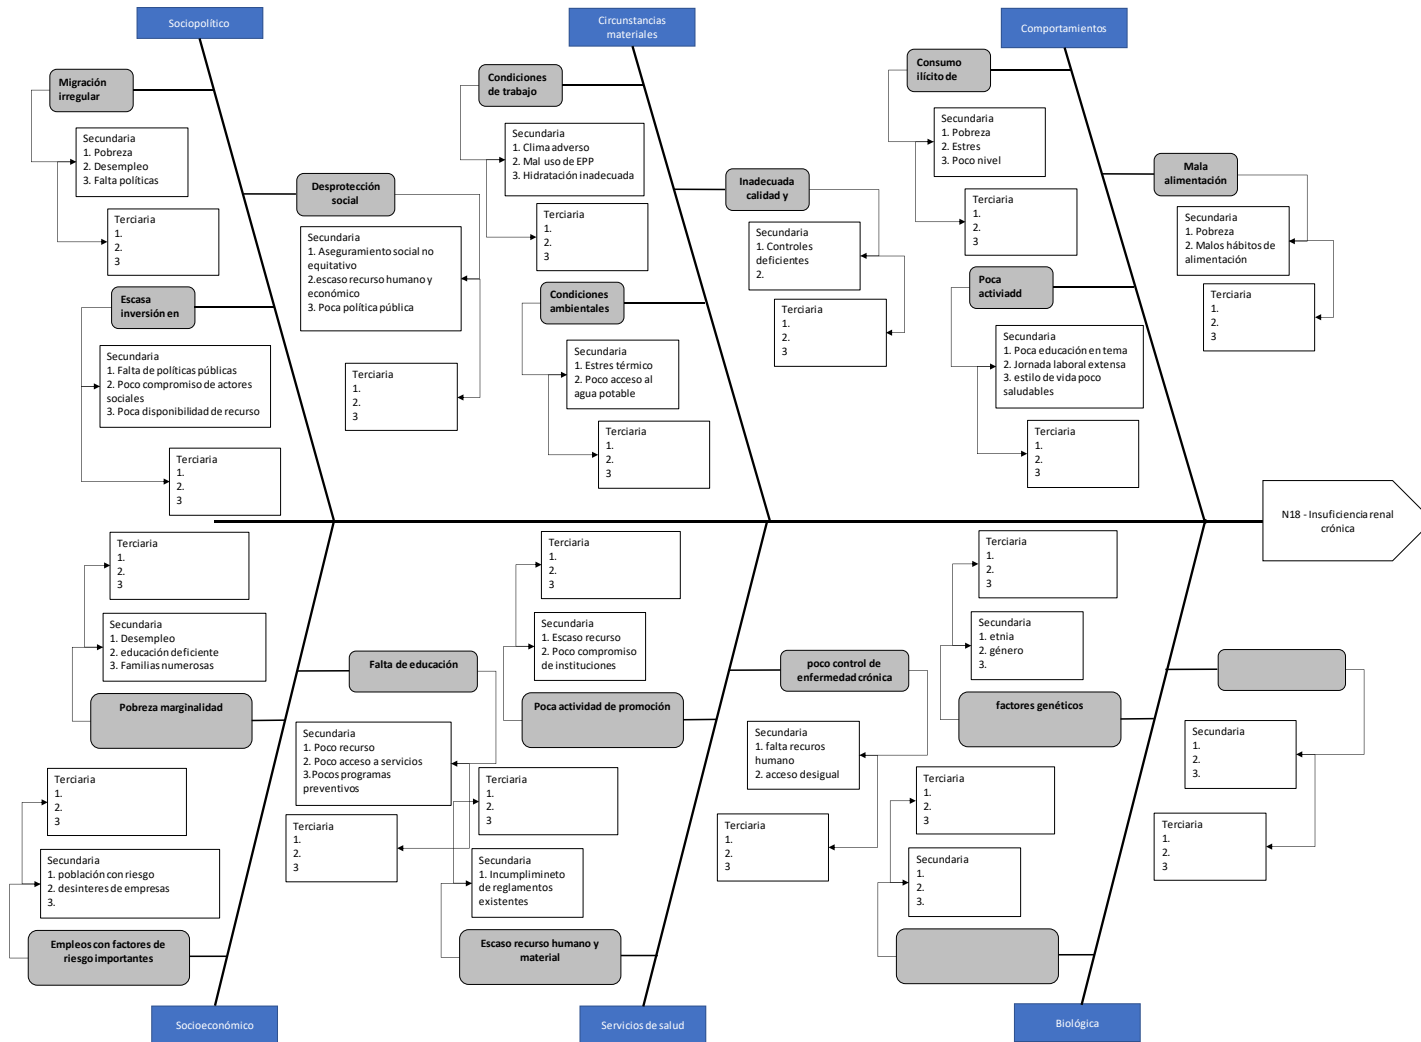 Sociopolítico
Circunstancias
materiales
Comportamientos
Migración
irregular
Secundaria
1. Pobreza
2. Desempleo
3. Falta políticas
Terciaria
1.
2.
3
Desprotección
social
Secundaria
1. Aseguramiento social no
equitativo
2.escaso recurso humano y
económico
3. Poca política pública
Terciaria
1.
2.
3
Escasa
inversión en
Secundaria
1. Falta de políticas públicas
2. Poco compromiso de actores
sociales
3. Poca disponibilidad de recurso
Terciaria
1.
2.
3
Condiciones
de trabajo
Secundaria
1. Clima adverso
2. Mal uso de EPP
3. Hidratación inadecuada
Terciaria
1.
2.
3
Inadecuada
calidad y
Secundaria
1. Controles
deficientes
2.
Terciaria
1.
2.
3
Condiciones
ambientales
Secundaria
1. Estres térmico
2. Poco acceso al
agua potable
Terciaria
1.
2.
3
Consumo
ilícito de
Secundaria
1. Pobreza
2. Estres
3. Poco nivel
Terciaria
1.
2.
3
Mala
alimentación
Secundaria
1. Pobreza
2. Malos hábitos de
alimentación
Terciaria
1.
2.
3
Poca
activiadd
Secundaria
1. Poca educación en tema
2. Jornada laboral extensa
3. estilo de vida poco
saludables
Terciaria
1.
2.
3
N18 - Insuficiencia renal
crónica
Terciaria
1.
2.
3
Secundaria
1. Desempleo
2. educación deficiente
3. Familias numerosas
Pobreza marginalidad
Falta de educación
Secundaria
1. Poco recurso
2. Poco acceso a servicios
3.Pocos programas
preventivos
Terciaria
1.
2.
3
Terciaria
1.
2.
3
Secundaria
1. población con riesgo
2. desinteres de empresas
3.
Empleos con factores de
riesgo importantes
Socioeconómico
Terciaria
1.
2.
3
Secundaria
1. Escaso recurso
2. Poco compromiso
de instituciones
Poca actividad de promoción
poco control de
enfermedad crónica
Secundaria
1. falta recuros
humano
2. acceso desigual
Terciaria
1.
2.
3
Terciaria
1.
2.
3
Secundaria
1. Incumplimineto
de reglamentos
existentes
Escaso recurso humano y
material
Servicios de salud
Terciaria
1.
2.
3
Secundaria
1. etnia
2. género
3.
factores genéticos
Secundaria
1.
2.
3.
Terciaria
1.
2.
3
Terciaria
1.
2.
3
Secundaria
1.
2.
3.
Biológica